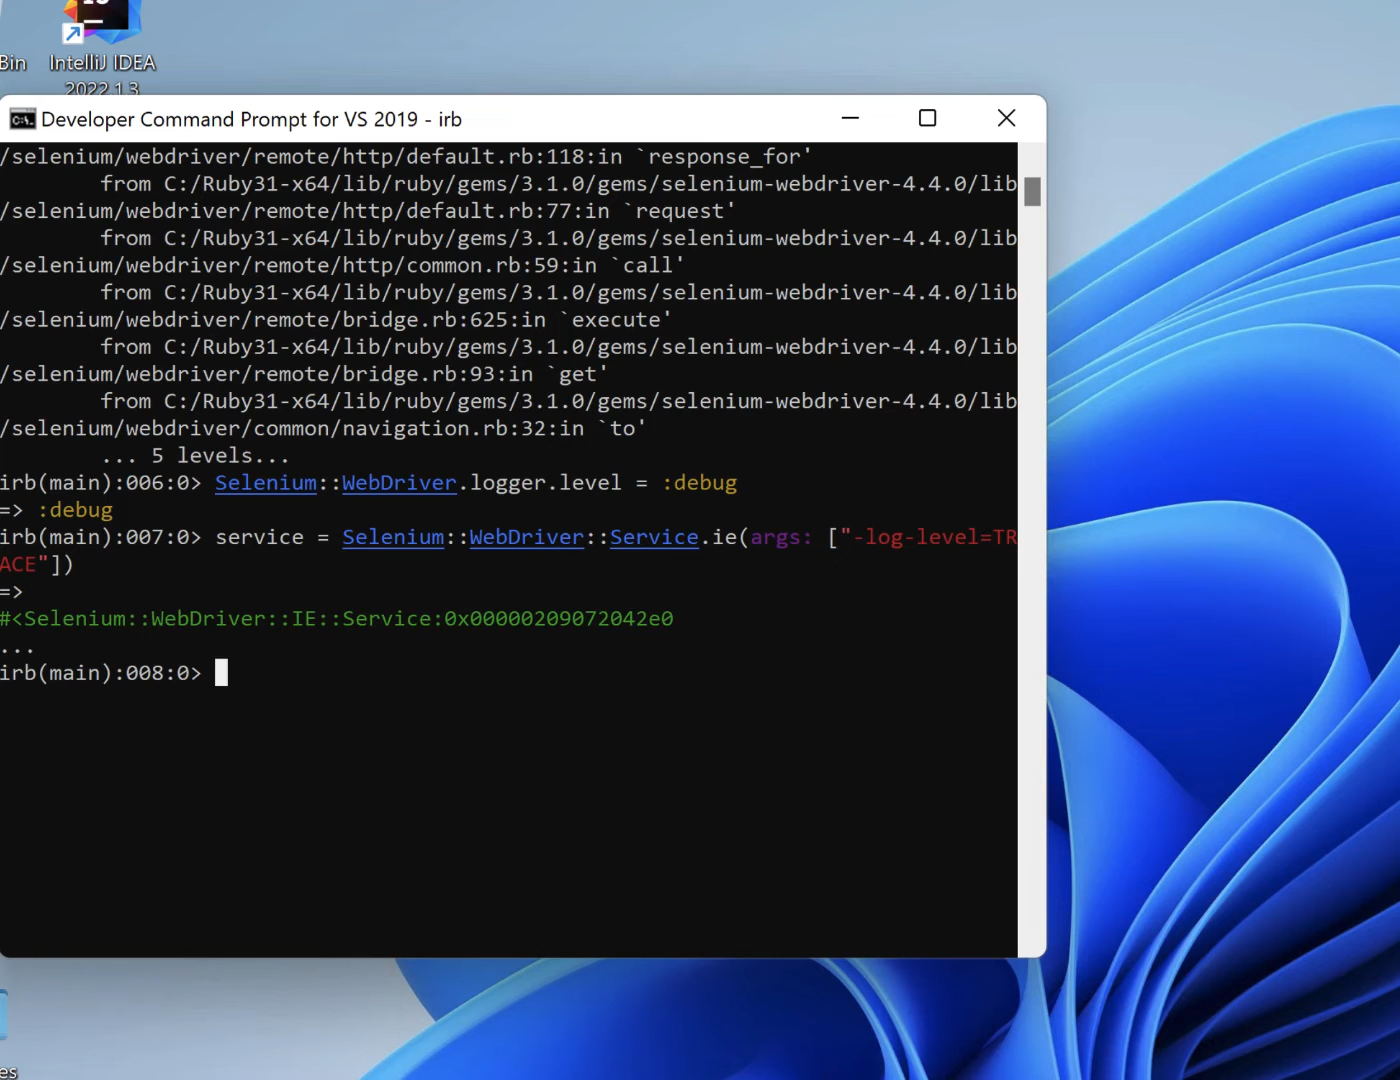 Bin
IntelliJ IDEA
2022.1.3
Developer Command Prompt for VS 2019 - irb
/selenium/webdriver/remote/http/default.rb:118:in `response_for'
from C:/Ruby31-x64/lib/ruby/gems/3.1.0/gems/selenium-webdriver-4.4.0/lib
/selenium/webdriver/remote/http/default.rb:77:in `request'
from C:/Ruby31-x64/lib/ruby/gems/3.1.0/gems/selenium-webdriver-4.4.0/lib
/selenium/webdriver/remote/http/common.rb:59:in `call'
from C:/Ruby31-x64/lib/ruby/gems/3.1.0/gems/selenium-webdriver-4.4.0/lib
/selenium/webdriver/remote/bridge.rb:625:in `execute'
from C:/Ruby31-x64/lib/ruby/gems/3.1.0/gems/selenium-webdriver-4.4.0/lib
/selenium/webdriver/remote/bridge.rb:93:in `get'
from C:/Ruby31-x64/lib/ruby/gems/3.1.0/gems/selenium-webdriver-4.4.0/lib
/selenium/webdriver/common/navigation.rb:32:in `to'
... 5 levels...
irb(main):006:0> Selenium::WebDriver.logger.level = :debug
=> :debug
irb(main):007:0> service = Selenium::WebDriver::Service.ie(args: ["-log-level=TR
ACE"])
=>
#<Selenium::WebDriver::IE::Service:0x00000209072042e0
...
irb(main):008:0>
es